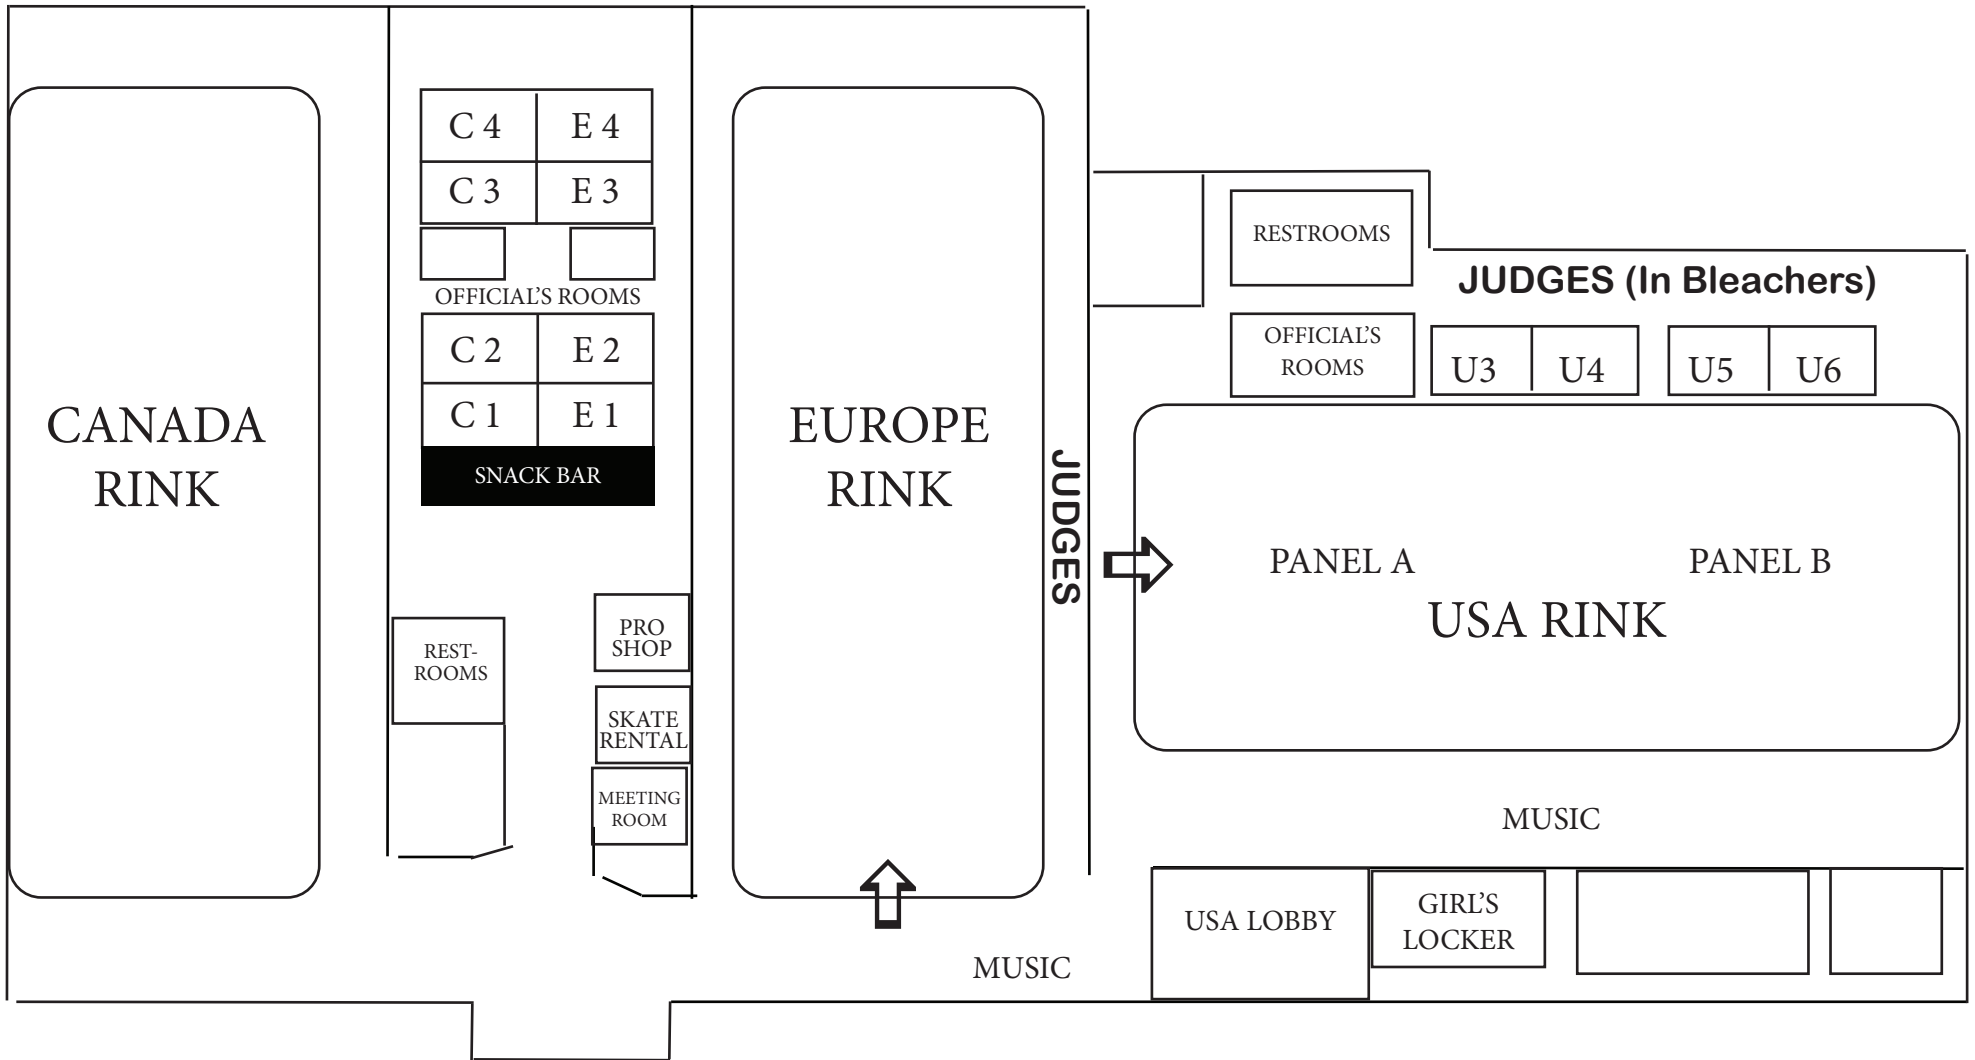 CANADA
RINK
C 4
E 4
C 3
E 3
OFFICIAL'S ROOMS
C 2
E 2
C 1
E 1
SNACK BAR
REST-
ROOMS
PRO
SHOP
SKATE
RENTAL
MEETING
ROOM
EUROPE
RINK
JUDGES
MUSIC
RESTROOMS
JUDGES (In Bleachers)
OFFICIAL'S
ROOMS
U3
U4
U5
U6
PANEL A
PANEL B
USA RINK
MUSIC
USA LOBBY
GIRL'S
LOCKER